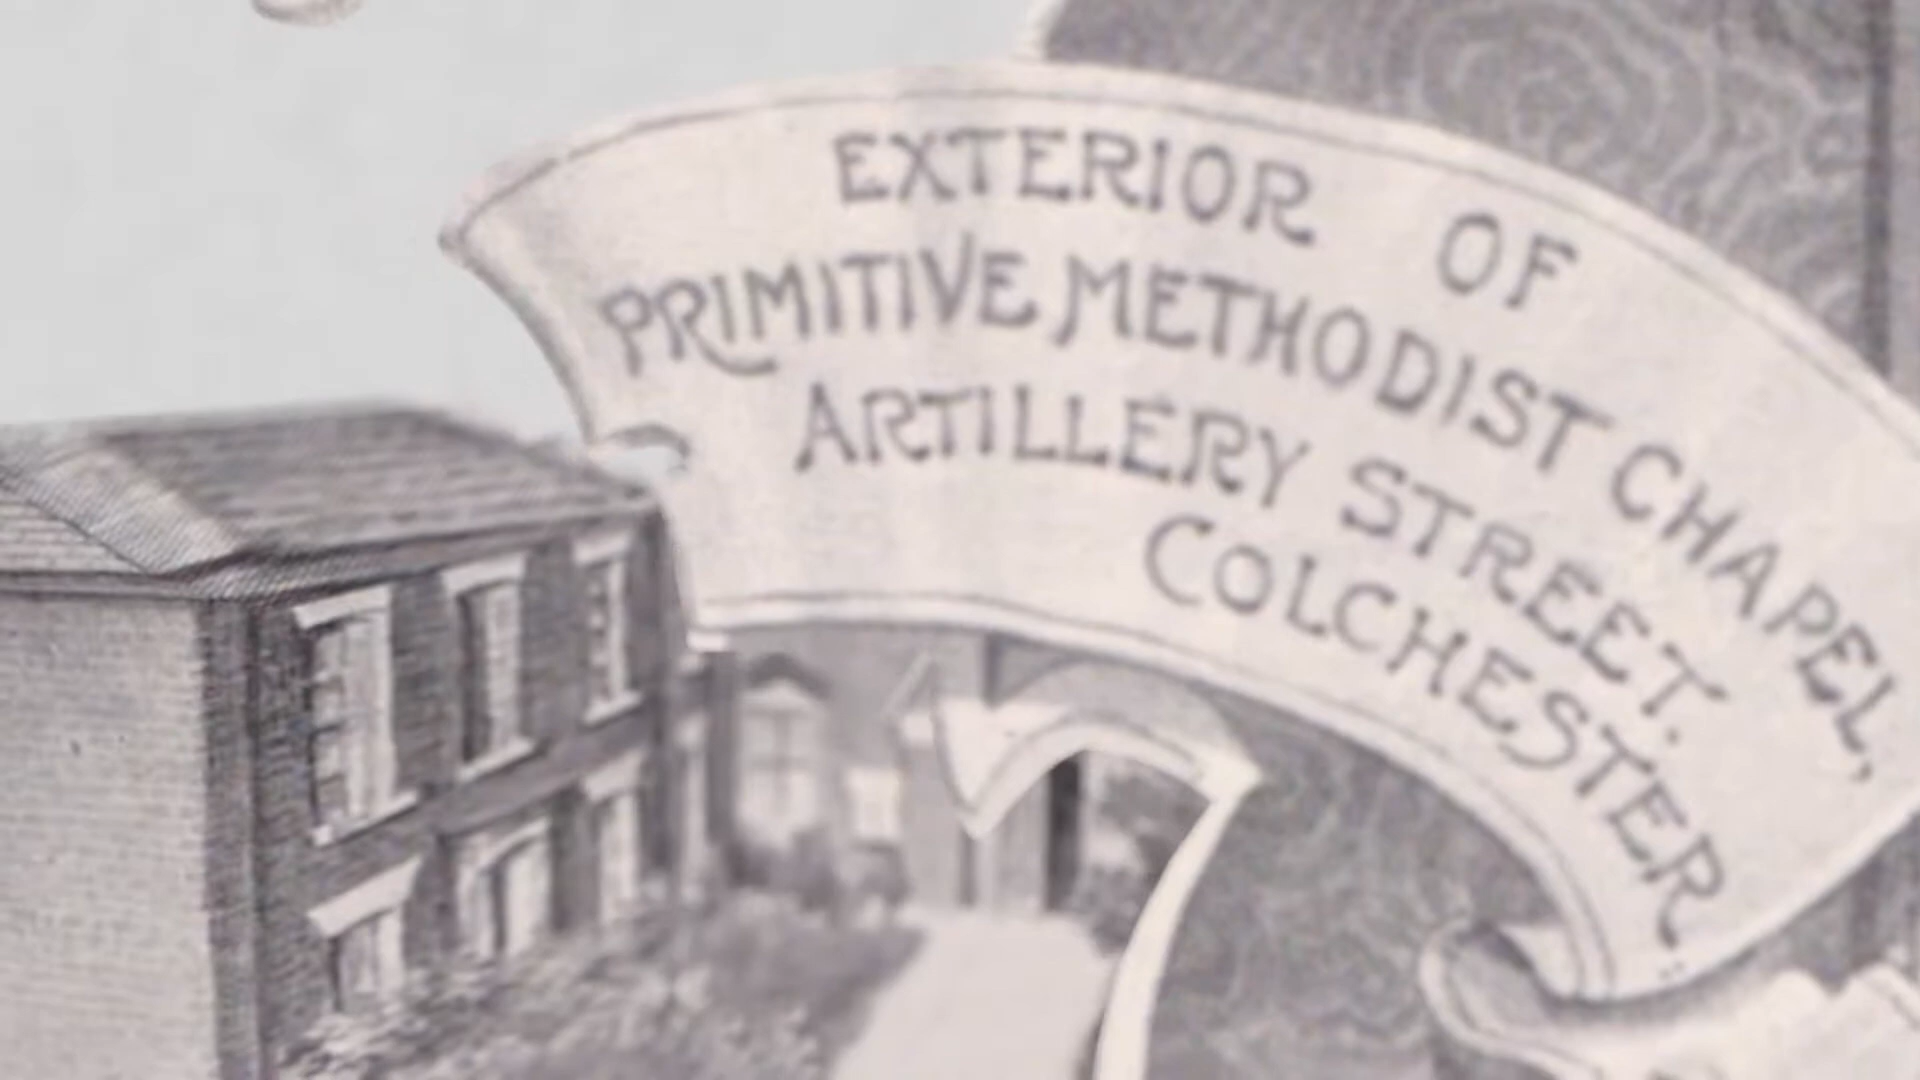 EXTERIOR OF
PRIMITIVE METHODIST CHAPEL,
ARTILLERY STREET.
COLCHESTER